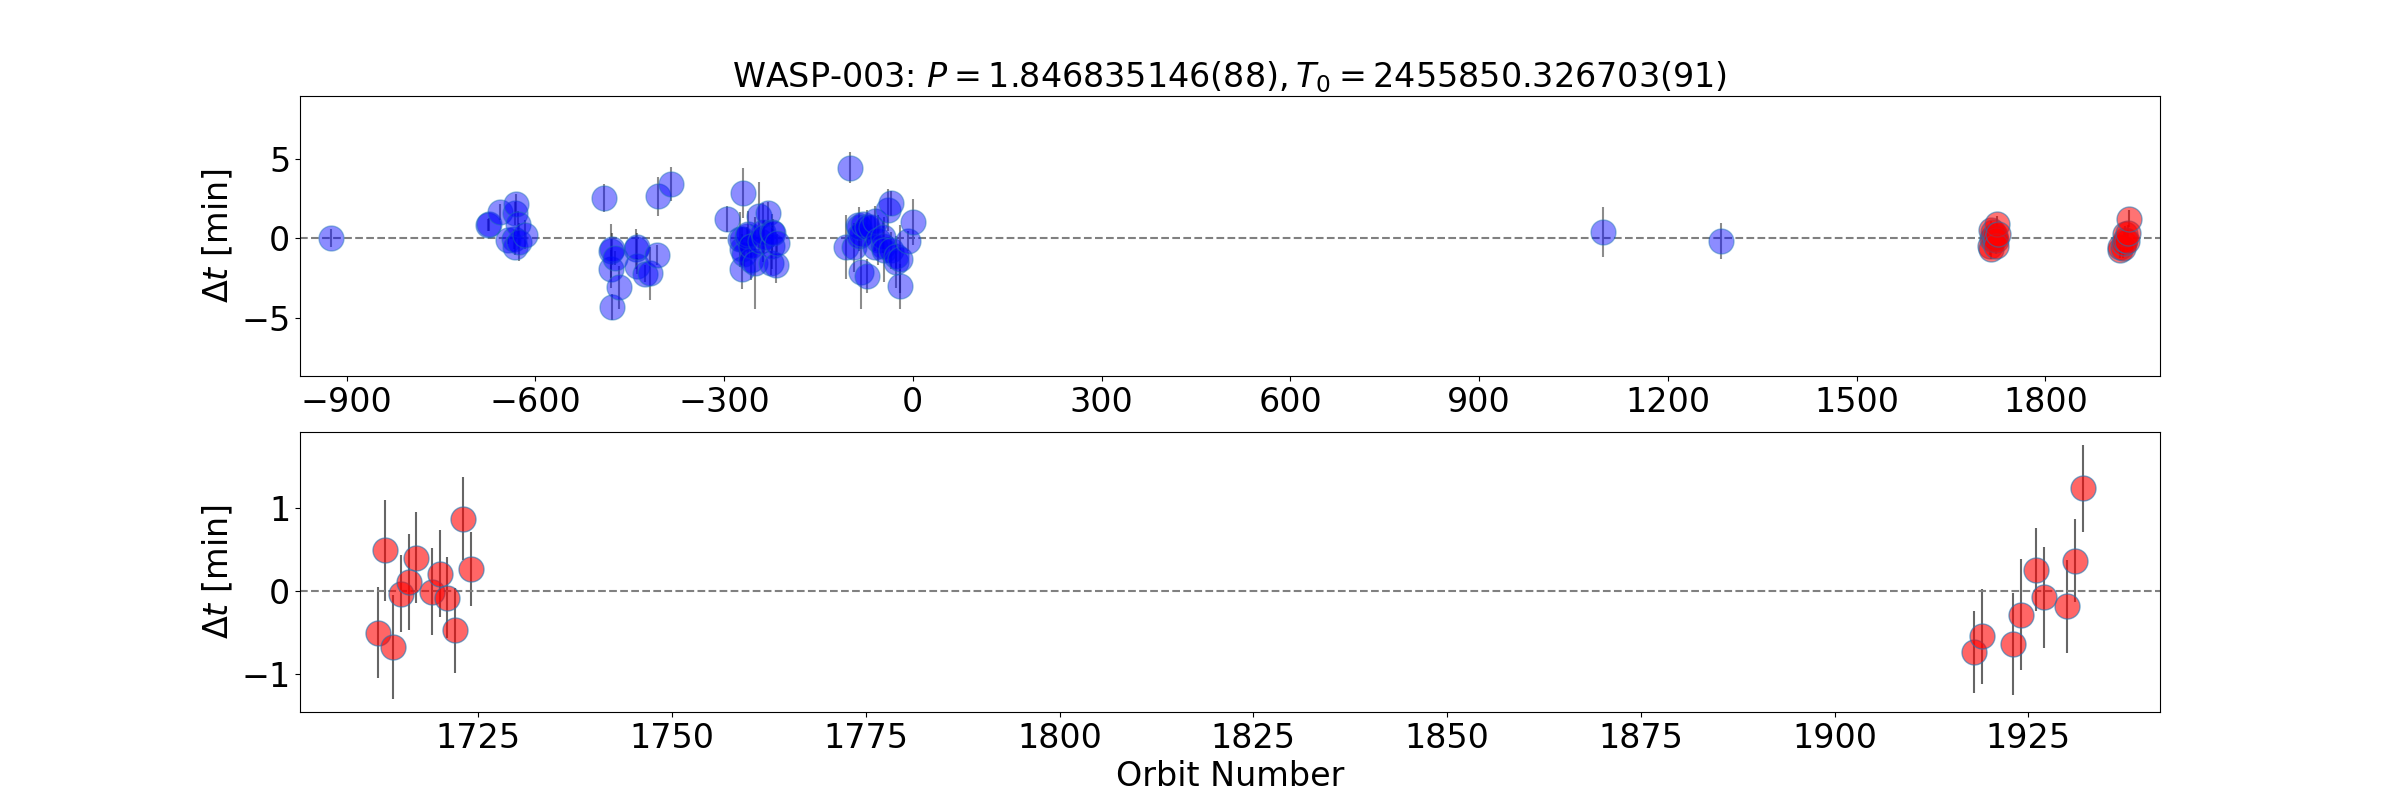 WASP-003: P = 1.846835146(88), T₀ = 2455850.326703(91)
Δt [min]
5
0
−5
−900 −600 −300 0 300 600 900 1200 1500 1800
Δt [min]
1
0
−1
1725 1750 1775 1800 1825 1850 1875 1900 1925
Orbit Number